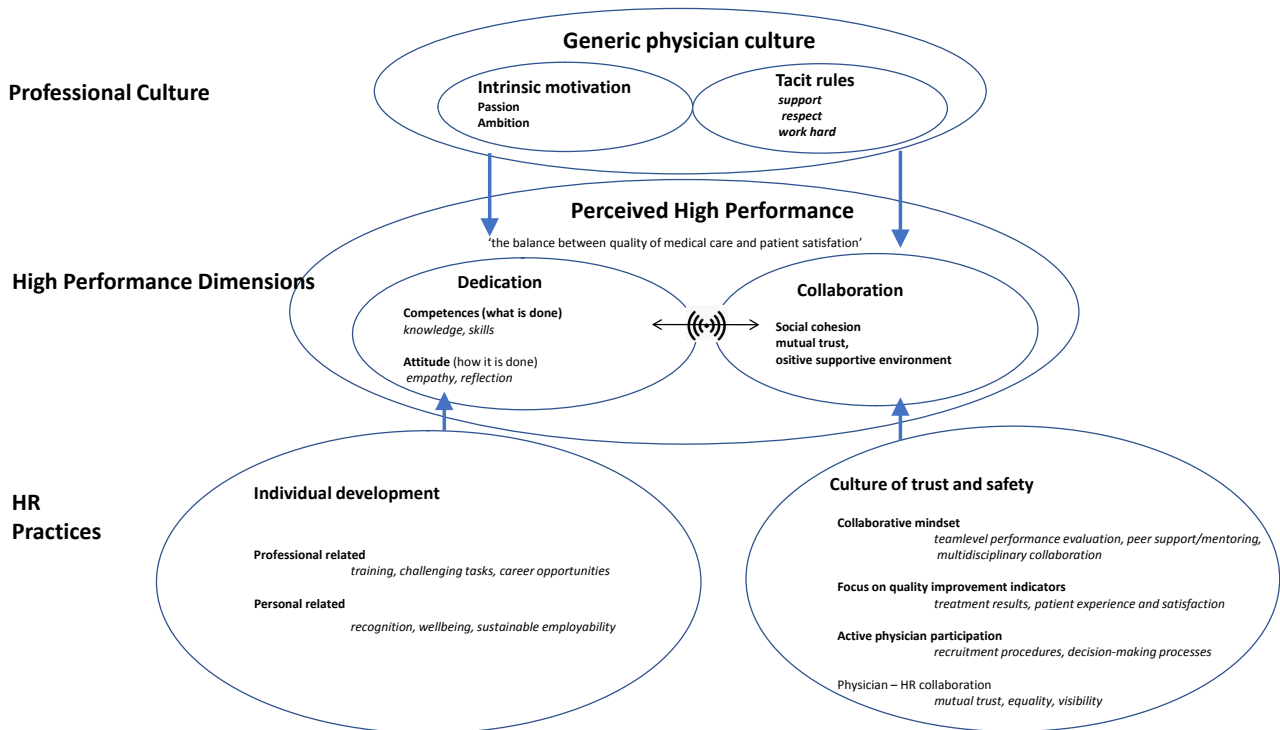 Generic physician culture
Professional Culture
Intrinsic motivation
Passion
Ambition
Tacit rules
support
respect
work hard
Perceived High Performance
‘the balance between quality of medical care and patient satisfation’
High Performance Dimensions
Dedication
Competences (what is done)
knowledge, skills
Attitude (how it is done)
empathy, reflection
Collaboration
Social cohesion
mutual trust,
ositive supportive environment
HR
Practices
Individual development
Professional related
training, challenging tasks, career opportunities
Personal related
recognition, wellbeing, sustainable employability
Culture of trust and safety
Collaborative mindset
teamlevel performance evaluation, peer support/mentoring,
multidisciplinary collaboration
Focus on quality improvement indicators
treatment results, patient experience and satisfaction
Active physician participation
recruitment procedures, decision-making processes
Physician – HR collaboration
mutual trust, equality, visibility